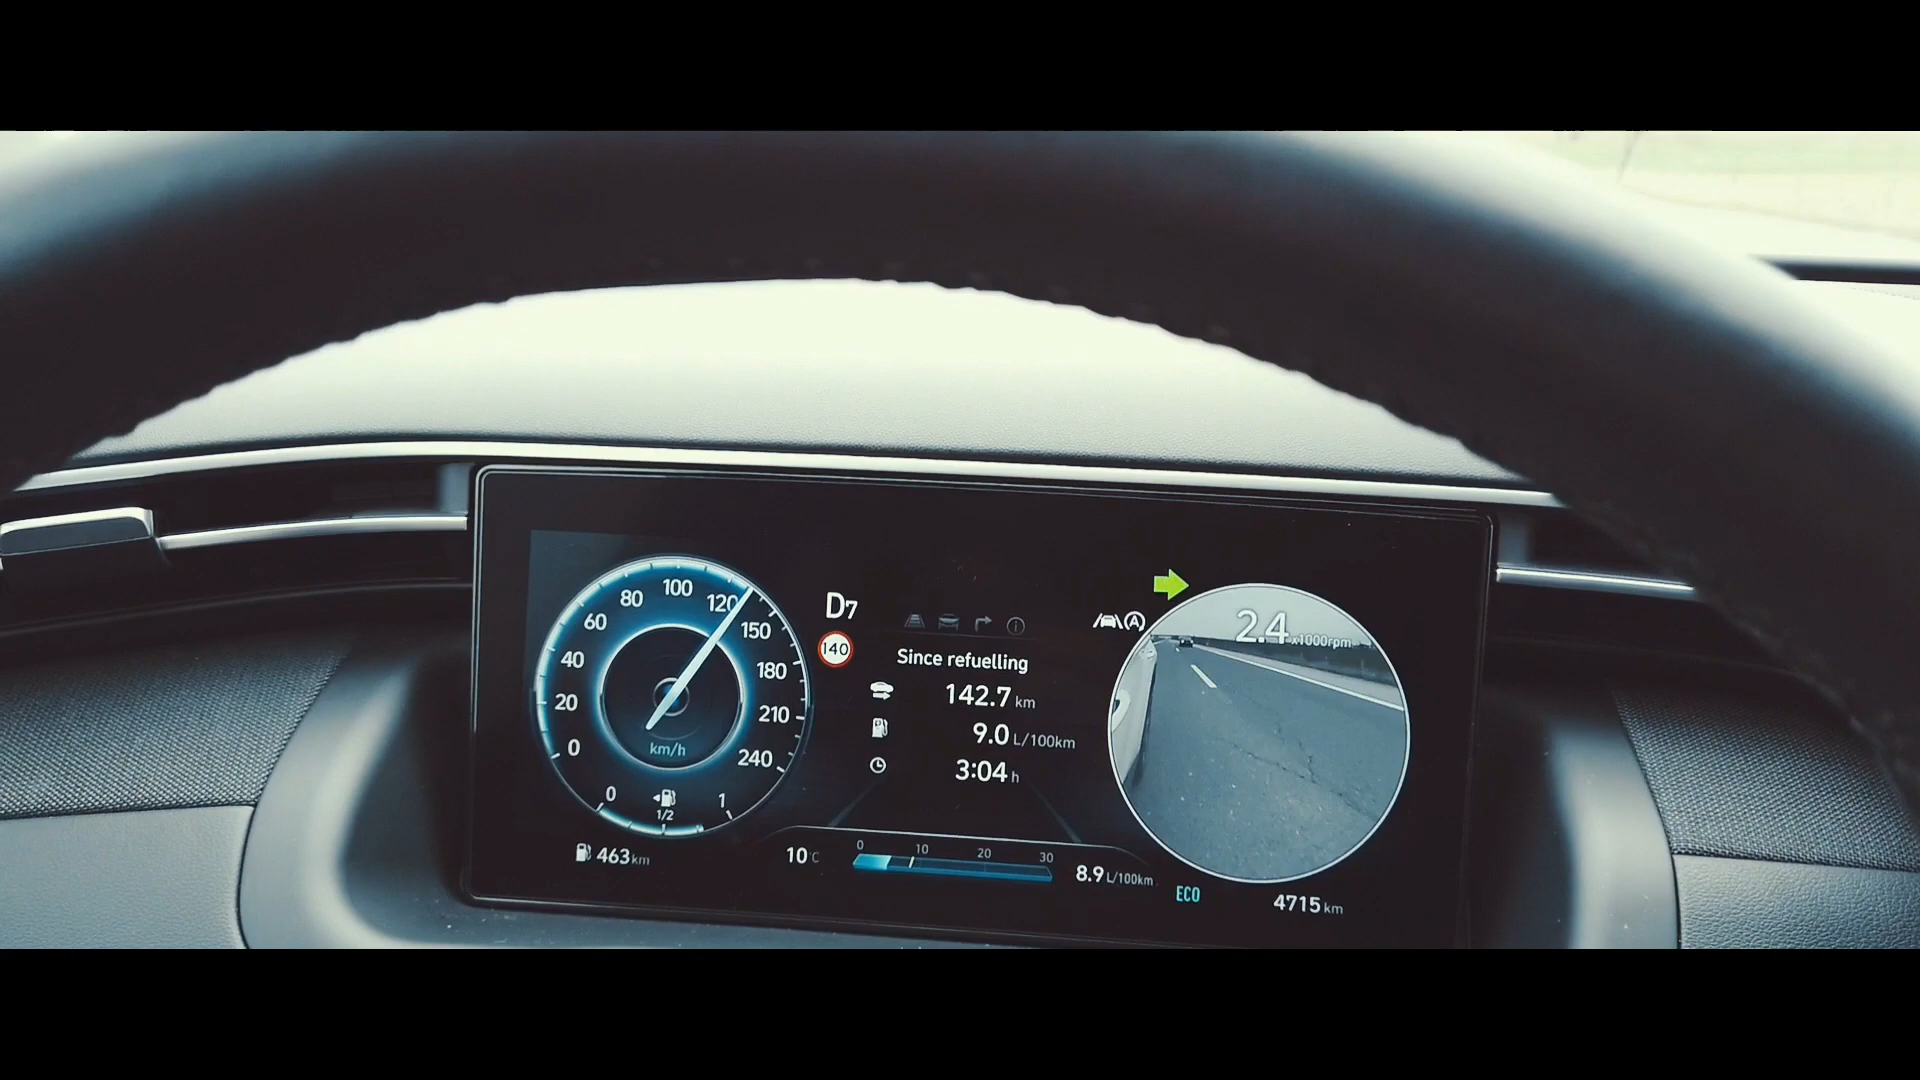 0
20
40
60
80
100
120
150
180
210
240
km/h
0
1/2
1
463 km
D7
140
Since refuelling
142.7 km
9.0 L/100km
3:04 h
10°C
0 10 20 30
8.9 L/100km
A
2.4 x1000rpm
ECO
4715 km